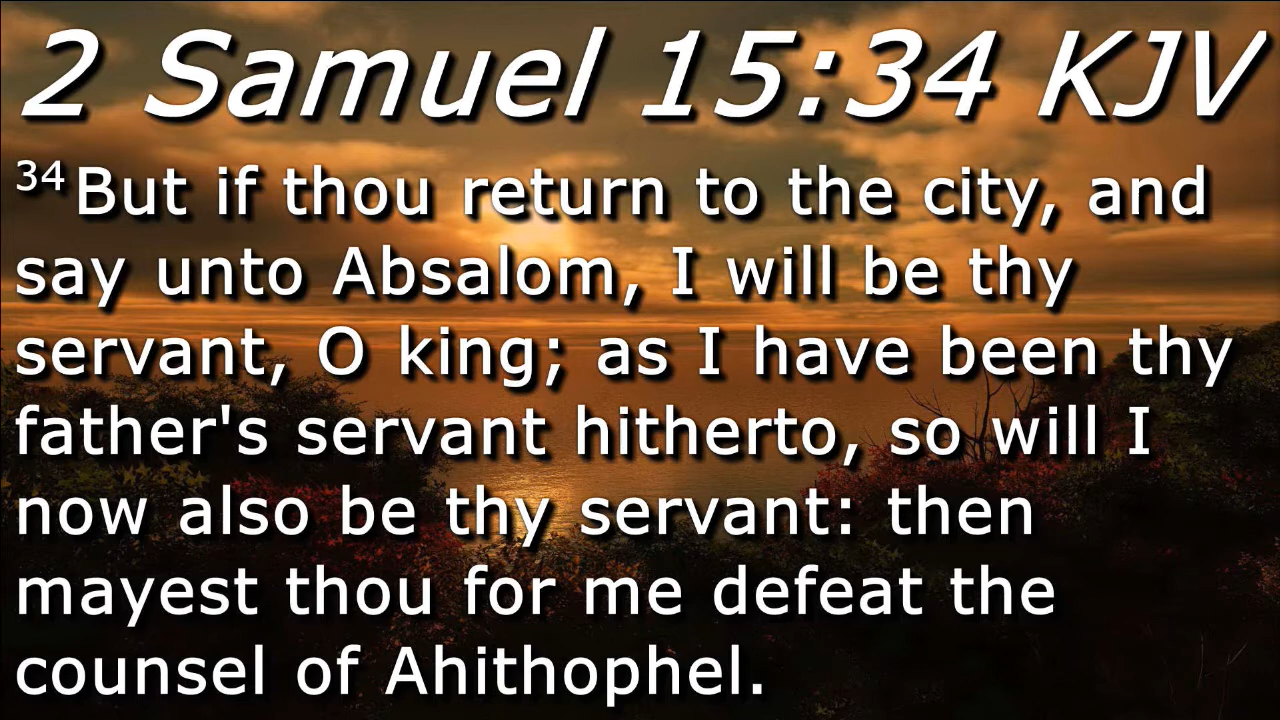 2 Samuel 15:34 KJV
34 But if thou return to the city, and
say unto Absalom, I will be thy
servant, O king; as I have been thy
father's servant hitherto, so will I
now also be thy servant: then
mayest thou for me defeat the
counsel of Ahithophel.